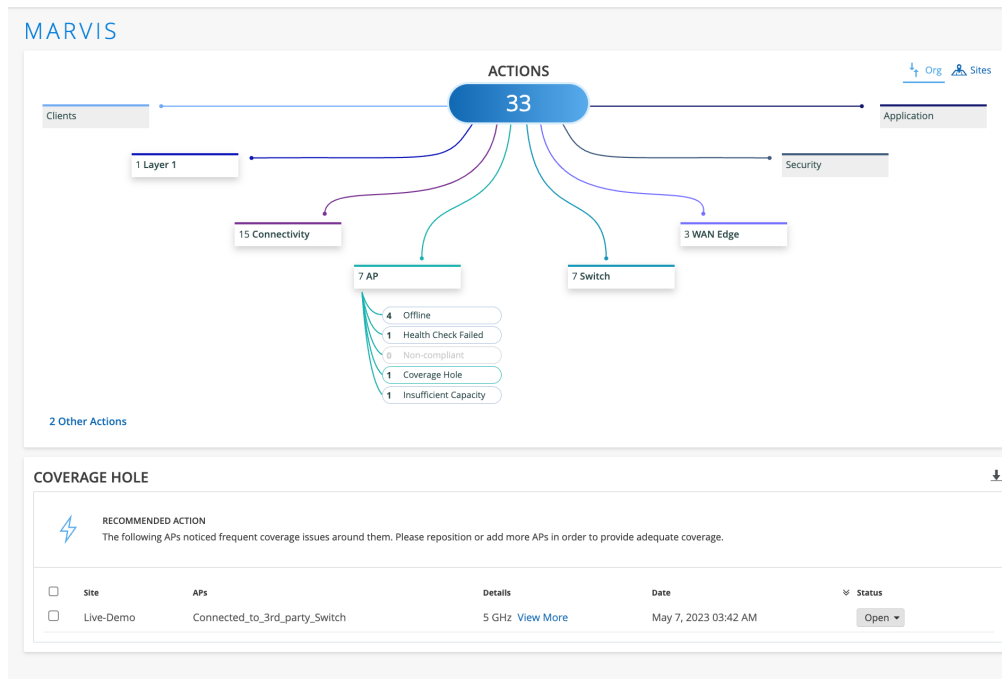 MARVIS
ACTIONS
Org Sites
33
Clients
Application
1 Layer 1
Security
15 Connectivity
3 WAN Edge
7 AP
7 Switch
4 Offline
1 Health Check Failed
0 Non-compliant
1 Coverage Hole
1 Insufficient Capacity
2 Other Actions
COVERAGE HOLE
RECOMMENDED ACTION
The following APs noticed frequent coverage issues around them. Please reposition or add more APs in order to provide adequate coverage.
Site APs Details Date Status
Live-Demo Connected_to_3rd_party_Switch 5 GHz View More May 7, 2023 03:42 AM Open